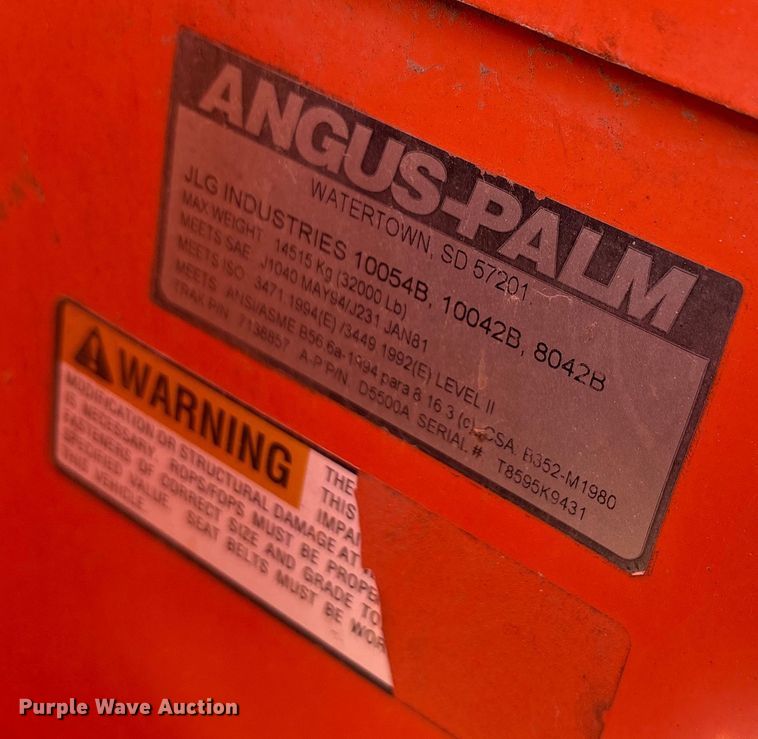 ANGUS-PALM
WATERTOWN, SD 57201
JLG INDUSTRIES 10054B, 10042B, 8042B
MAX WEIGHT 14515 Kg (32000 Lb)
MEETS SAE J1040 MAY94/J231 JAN81
MEETS ISO 3471.1994(E) /3449 1992(E) LEVEL II
MEETS ANSI/ASME B56.6a-1994 para 8.16.3 (c), CSA B352-M1980
TRAK P/N 7138857 A-P P/N D5500A SERIAL # T8595K9431
WARNING
THE
THIS
MODIFICATION OR STRUCTURAL DAMAGE AT
IS NECESSARY. ROPS/FOPS MUST BE PROPE
FASTENERS OF CORRECT SIZE AND GRADE TO
SPECIFIED VALUE. SEAT BELTS MUST BE WOR
THIS VEHICLE.
Purple Wave Auction